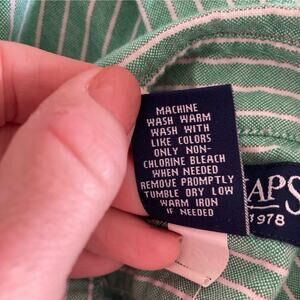 MACHINE
WASH WARM
WASH WITH
LIKE COLORS
ONLY NON-
CHLORINE BLEACH
WHEN NEEDED
REMOVE PROMPTLY
TUMBLE DRY LOW
WARM IRON
IF NEEDED
APS
1978